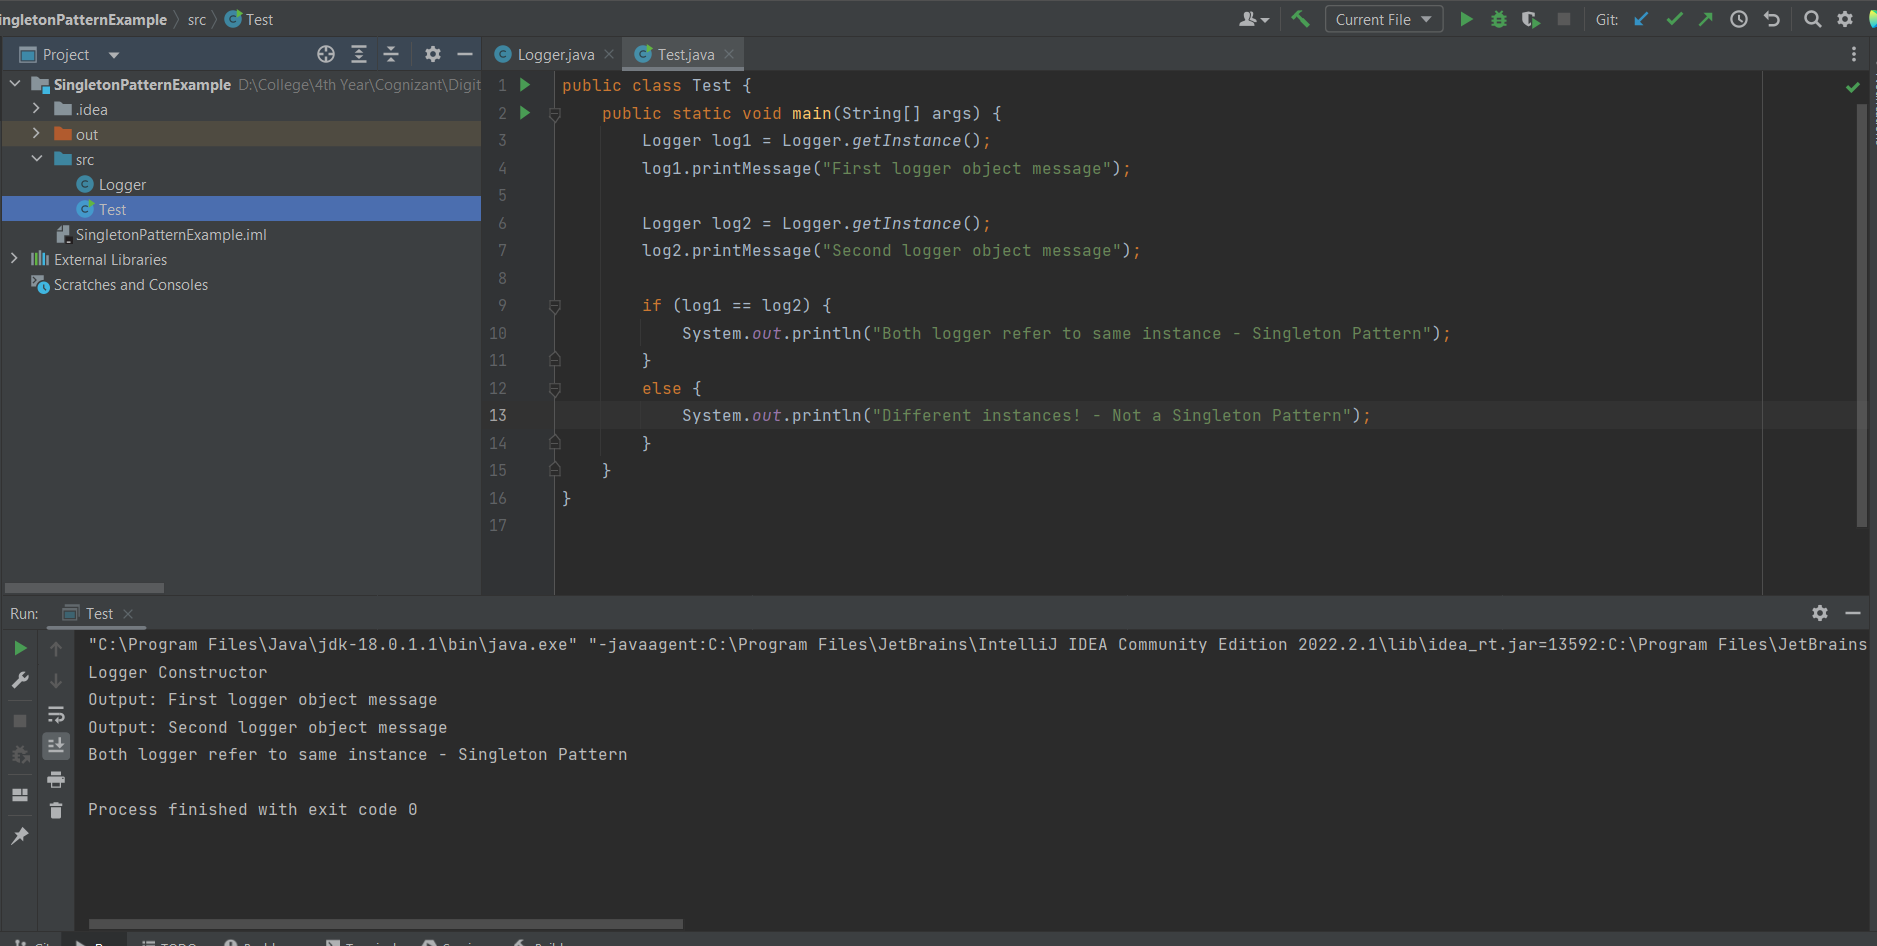 ingletonPatternExample src Test
Current File Git:
Project
Logger.java Test.java
SingletonPatternExample D:\College\4th Year\Cognizant\Digit
.idea
out
src
Logger
Test
SingletonPatternExample.iml
External Libraries
Scratches and Consoles
1 public class Test {
2 public static void main(String[] args) {
3 Logger log1 = Logger.getInstance();
4 log1.printMessage("First logger object message");
5
6 Logger log2 = Logger.getInstance();
7 log2.printMessage("Second logger object message");
8
9 if (log1 == log2) {
10 System.out.println("Both logger refer to same instance - Singleton Pattern");
11 }
12 else {
13 System.out.println("Different instances! - Not a Singleton Pattern");
14 }
15 }
16 }
17
Run: Test
"C:\Program Files\Java\jdk-18.0.1.1\bin\java.exe" "-javaagent:C:\Program Files\JetBrains\IntelliJ IDEA Community Edition 2022.2.1\lib\idea_rt.jar=13592:C:\Program Files\JetBrains
Logger Constructor
Output: First logger object message
Output: Second logger object message
Both logger refer to same instance - Singleton Pattern
Process finished with exit code 0